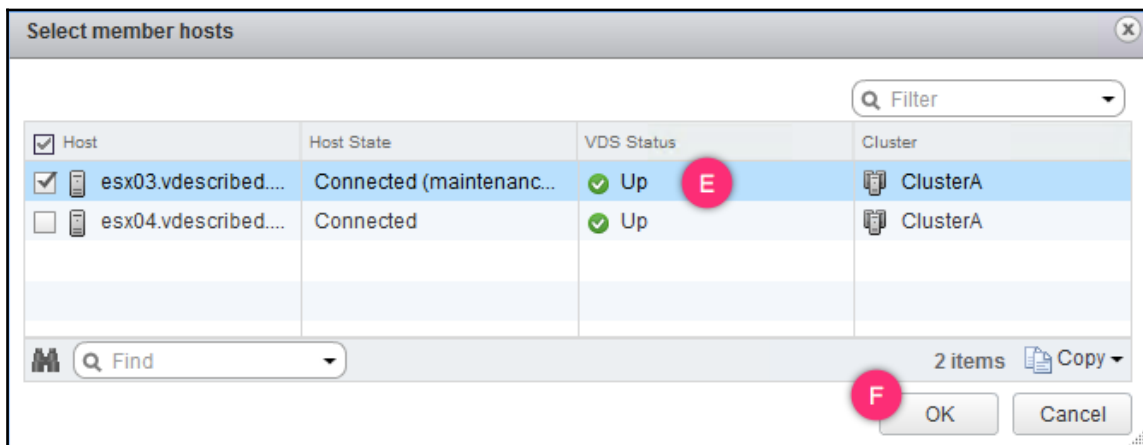 Select member hosts
Filter
Host Host State VDS Status Cluster
esx03.vdescribed.... Connected (maintenanc... Up E ClusterA
esx04.vdescribed.... Connected Up ClusterA
Find 2 items Copy
F OK Cancel